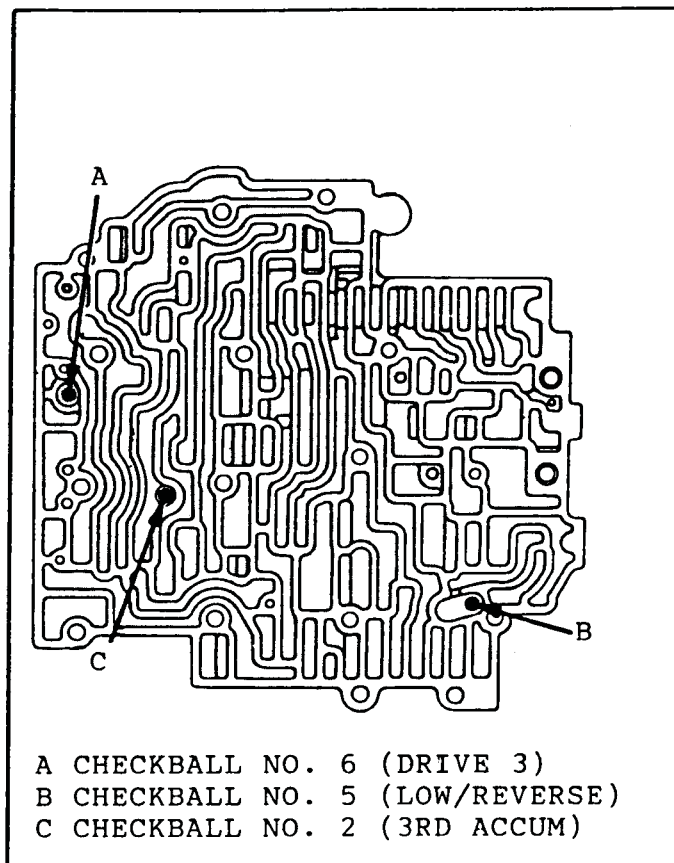 A
C
B
A CHECKBALL NO. 6 (DRIVE 3)
B CHECKBALL NO. 5 (LOW/REVERSE)
C CHECKBALL NO. 2 (3RD ACCUM)